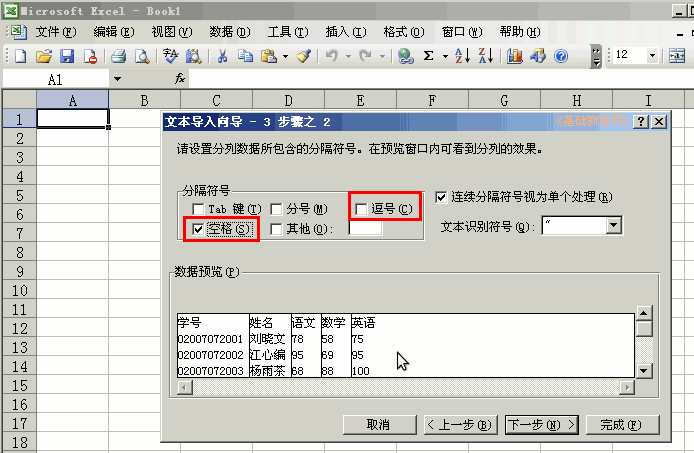 Microsoft Excel - Book1
文件(F) 编辑(E) 视图(V) 数据(D) 工具(T) 插入(I) 格式(O) 窗口(W) 帮助(H)
Σ 12
A1 fx
A B C D E F G H I
1
2
3
4
5
6
7
8
9
10
11
12
13
14
15
16
17
18
文本导入向导 - 3 步骤之 2
请设置分列数据所包含的分隔符号。在预览窗口内可看到分列的效果。
分隔符号
Tab 键(T) 分号(M) 逗号(C) 连续分隔符号视为单个处理(R)
空格(S) 其他(O): 文本识别符号(Q): "
数据预览(P)
学号 姓名 语文 数学 英语
02007072001 刘晓文 78 58 75
02007072002 江心编 95 69 95
02007072003 杨雨茶 68 88 100
取消 < 上一步(B) 下一步(N) > 完成(F)